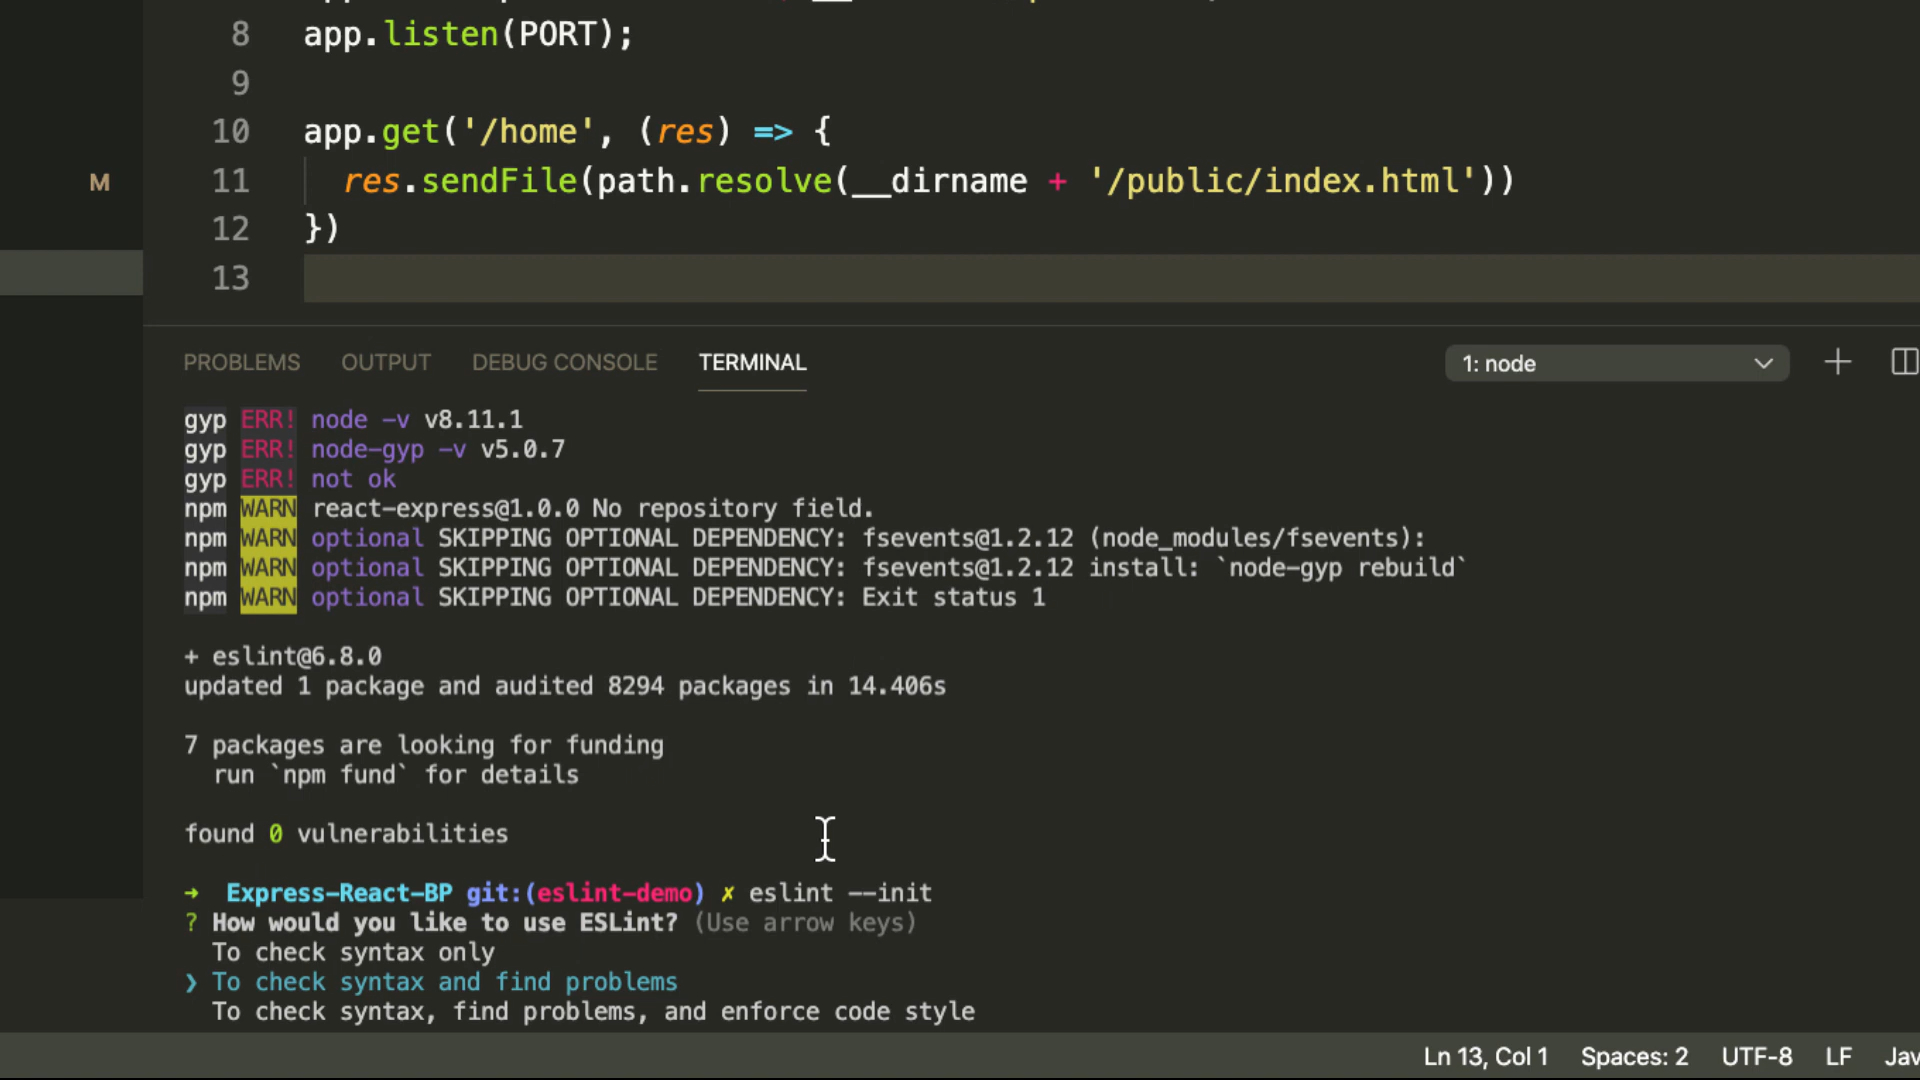 8 app.listen(PORT);
9
10 app.get('/home', (res) => {
M 11 res.sendFile(path.resolve(__dirname + '/public/index.html'))
12 })
13
PROBLEMS OUTPUT DEBUG CONSOLE TERMINAL 1: node
gyp ERR! node -v v8.11.1
gyp ERR! node-gyp -v v5.0.7
gyp ERR! not ok
npm WARN react-express@1.0.0 No repository field.
npm WARN optional SKIPPING OPTIONAL DEPENDENCY: fsevents@1.2.12 (node_modules/fsevents):
npm WARN optional SKIPPING OPTIONAL DEPENDENCY: fsevents@1.2.12 install: `node-gyp rebuild`
npm WARN optional SKIPPING OPTIONAL DEPENDENCY: Exit status 1
+ eslint@6.8.0
updated 1 package and audited 8294 packages in 14.406s
7 packages are looking for funding
run `npm fund` for details
found 0 vulnerabilities
➜ Express-React-BP git:(eslint-demo) ✗ eslint --init
? How would you like to use ESLint? (Use arrow keys)
To check syntax only
❯ To check syntax and find problems
To check syntax, find problems, and enforce code style
Ln 13, Col 1 Spaces: 2 UTF-8 LF Jav